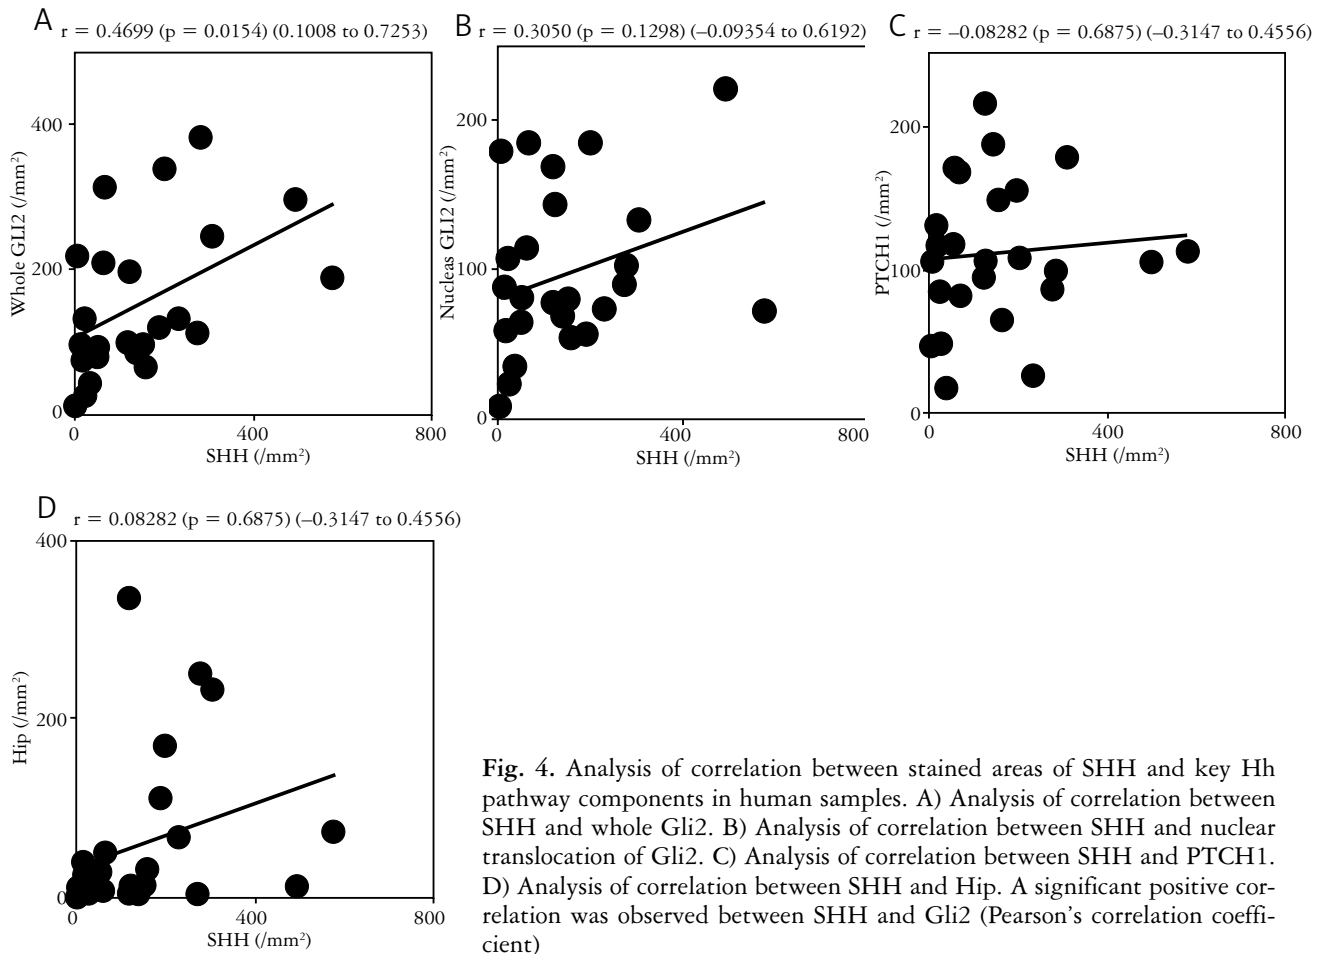 A r = 0.4699 (p = 0.0154) (0.1008 to 0.7253)
Whole GLI2 (/mm²)
400
200
0
0 400 800
SHH (/mm²)
B r = 0.3050 (p = 0.1298) (–0.09354 to 0.6192)
Nucleas GLI2 (/mm²)
200
100
0
0 400 800
SHH (/mm²)
C r = –0.08282 (p = 0.6875) (–0.3147 to 0.4556)
PTCH1 (/mm²)
200
100
0
0 400 800
SHH (/mm²)
D r = 0.08282 (p = 0.6875) (–0.3147 to 0.4556)
Hip (/mm²)
400
200
0
0 400 800
SHH (/mm²)
Fig. 4. Analysis of correlation between stained areas of SHH and key Hh
pathway components in human samples. A) Analysis of correlation between
SHH and whole Gli2. B) Analysis of correlation between SHH and nuclear
translocation of Gli2. C) Analysis of correlation between SHH and PTCH1.
D) Analysis of correlation between SHH and Hip. A significant positive cor-
relation was observed between SHH and Gli2 (Pearson's correlation coeffi-
cient)